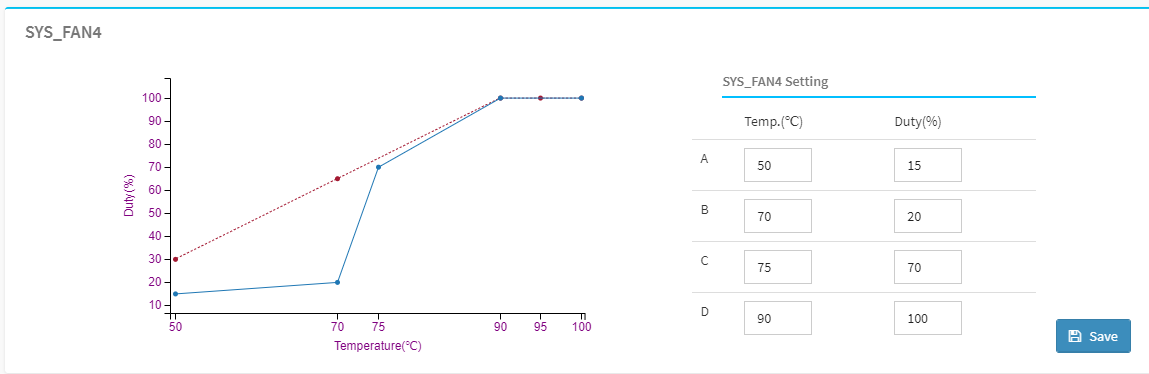 SYS_FAN4
100
90
80
70
60
50
40
30
20
10
Duty(%)
50 70 75 90 95 100
Temperature(℃)
SYS_FAN4 Setting
Temp.(℃) Duty(%)
A 50 15
B 70 20
C 75 70
D 90 100
Save